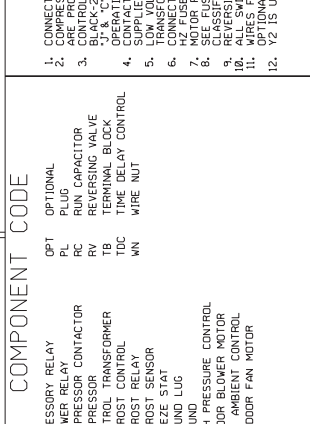 COMPONENT CODE
ESSORY RELAY
WER RELAY
PRESSOR CONTACTOR
PRESSOR
TROL TRANSFORMER
ROST CONTROL
ROST RELAY
ROST SENSOR
EZE STAT
UND LUG
UND
H PRESSURE CONTROL
OOR BLOWER MOTOR
AMBIENT CONTROL
DOOR FAN MOTOR
OPT OPTIONAL
PL PLUG
RC RUN CAPACITOR
RV REVERSING VALVE
TB TERMINAL BLOCK
TDC TIME DELAY CONTROL
WN WIRE NUT
1. CONNECT
2. COMPRES
ARE PRO
3. CONTROL
BLACK-2
"J" & "C"
OPERATI
4. CONTACT
SUPPLIE
5. LOW VOL
TRANSFO
6. CONNECT
HZ FUSE
7. MOTOR
8. SEE FUS
CLASSIF
9. REVERSI
10. ALL SWI
11. WIRES F
OPTIONA
12. Y2 IS U